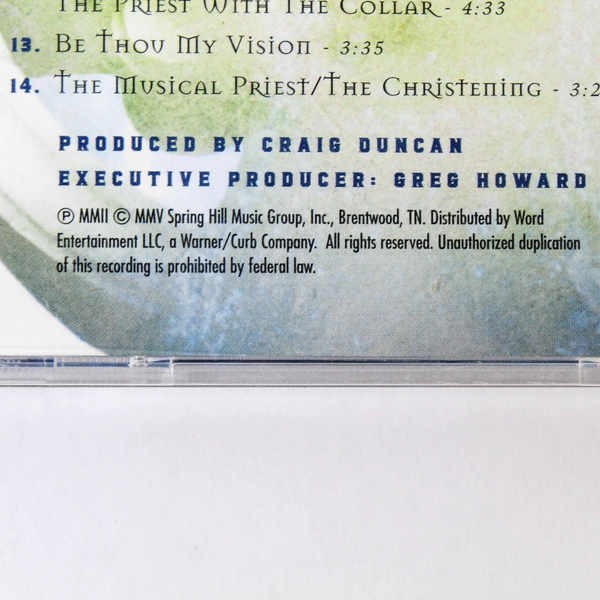 The Priest With The Collar - 4:33
13. Be Thou My Vision - 3:35
14. The Musical Priest/The Christening - 3:2
PRODUCED BY CRAIG DUNCAN
EXECUTIVE PRODUCER: GREG HOWARD
℗ MMII © MMV Spring Hill Music Group, Inc., Brentwood, TN. Distributed by Word
Entertainment LLC, a Warner/Curb Company. All rights reserved. Unauthorized duplication
of this recording is prohibited by federal law.